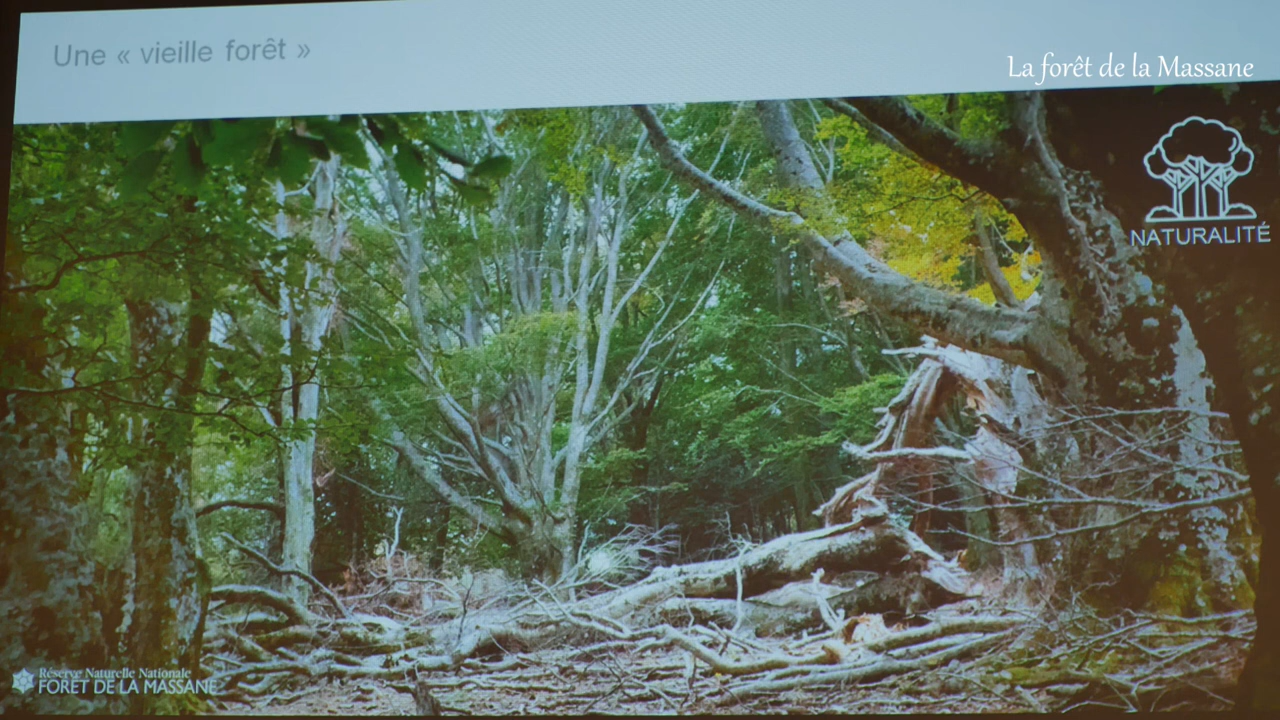 Une « vieille forêt »
La forêt de la Massane
NATURALITÉ
Réserve Naturelle Nationale
FORÊT DE LA MASSANE